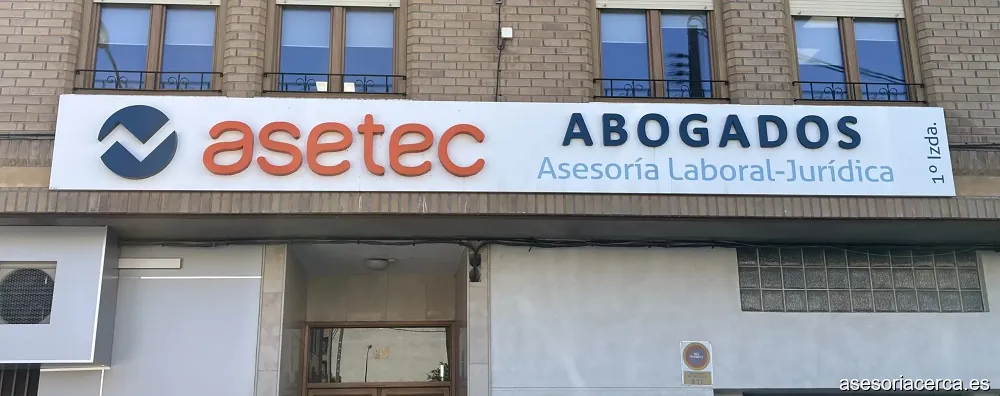 asetec
ABOGADOS
Asesoría Laboral-Jurídica
1º Izda.
asesoriacerca.es